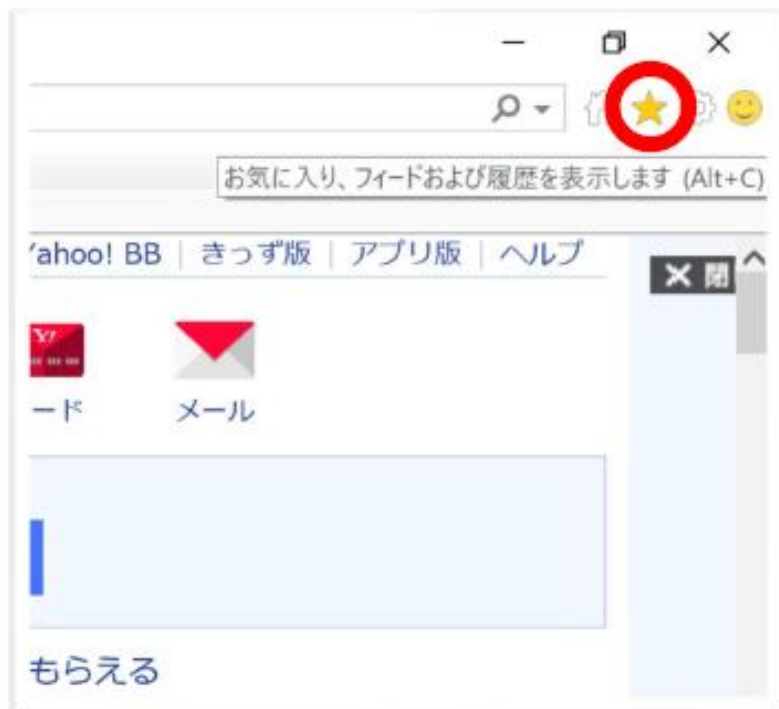 お気に入り、フィードおよび履歴を表示します (Alt+C)
Yahoo! BB | きっず版 | アプリ版 | ヘルプ
閉
Y!
ード
メール
もらえる